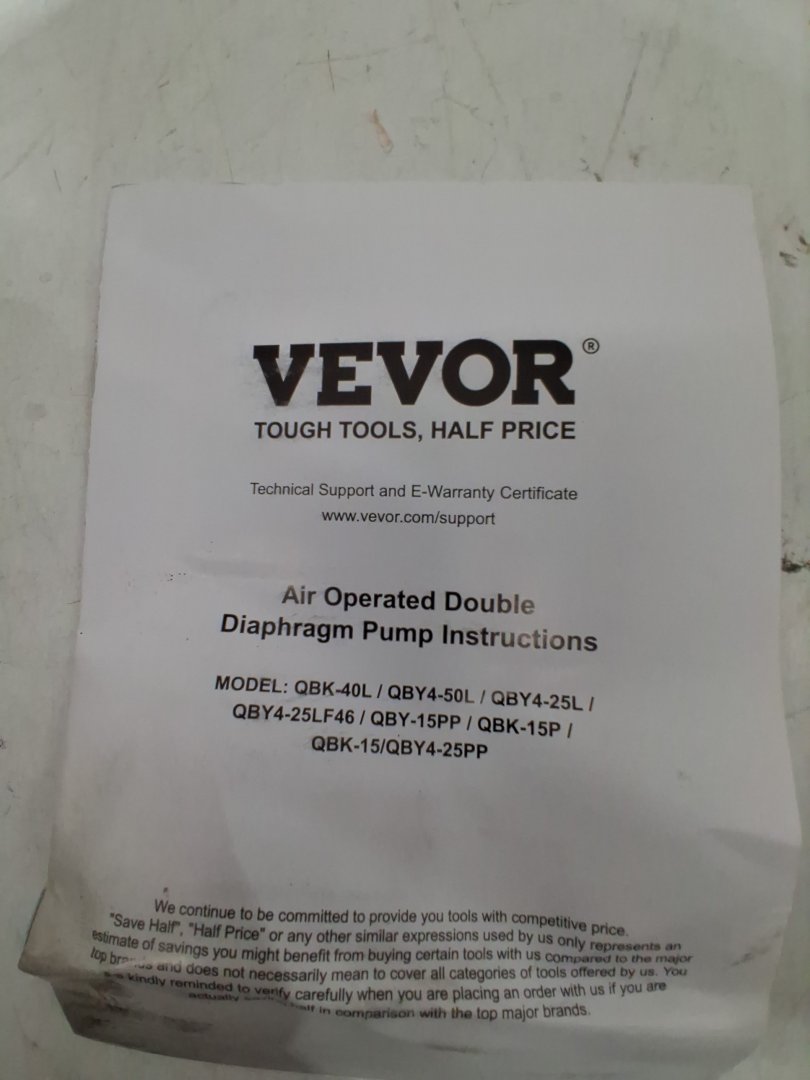 VEVOR®
TOUGH TOOLS, HALF PRICE
Technical Support and E-Warranty Certificate
www.vevor.com/support
Air Operated Double
Diaphragm Pump Instructions
MODEL: QBK-40L / QBY4-50L / QBY4-25L /
QBY4-25LF46 / QBY-15PP / QBK-15P /
QBK-15/QBY4-25PP
We continue to be committed to provide you tools with competitive price.
"Save Half", "Half Price" or any other similar expressions used by us only represents an
estimate of savings you might benefit from buying certain tools with us compared to the major
top and does not necessarily mean to cover all categories of tools offered by us. You
kindly reminded to verify carefully when you are placing an order with us if you are
actually in comparison with the top major brands.